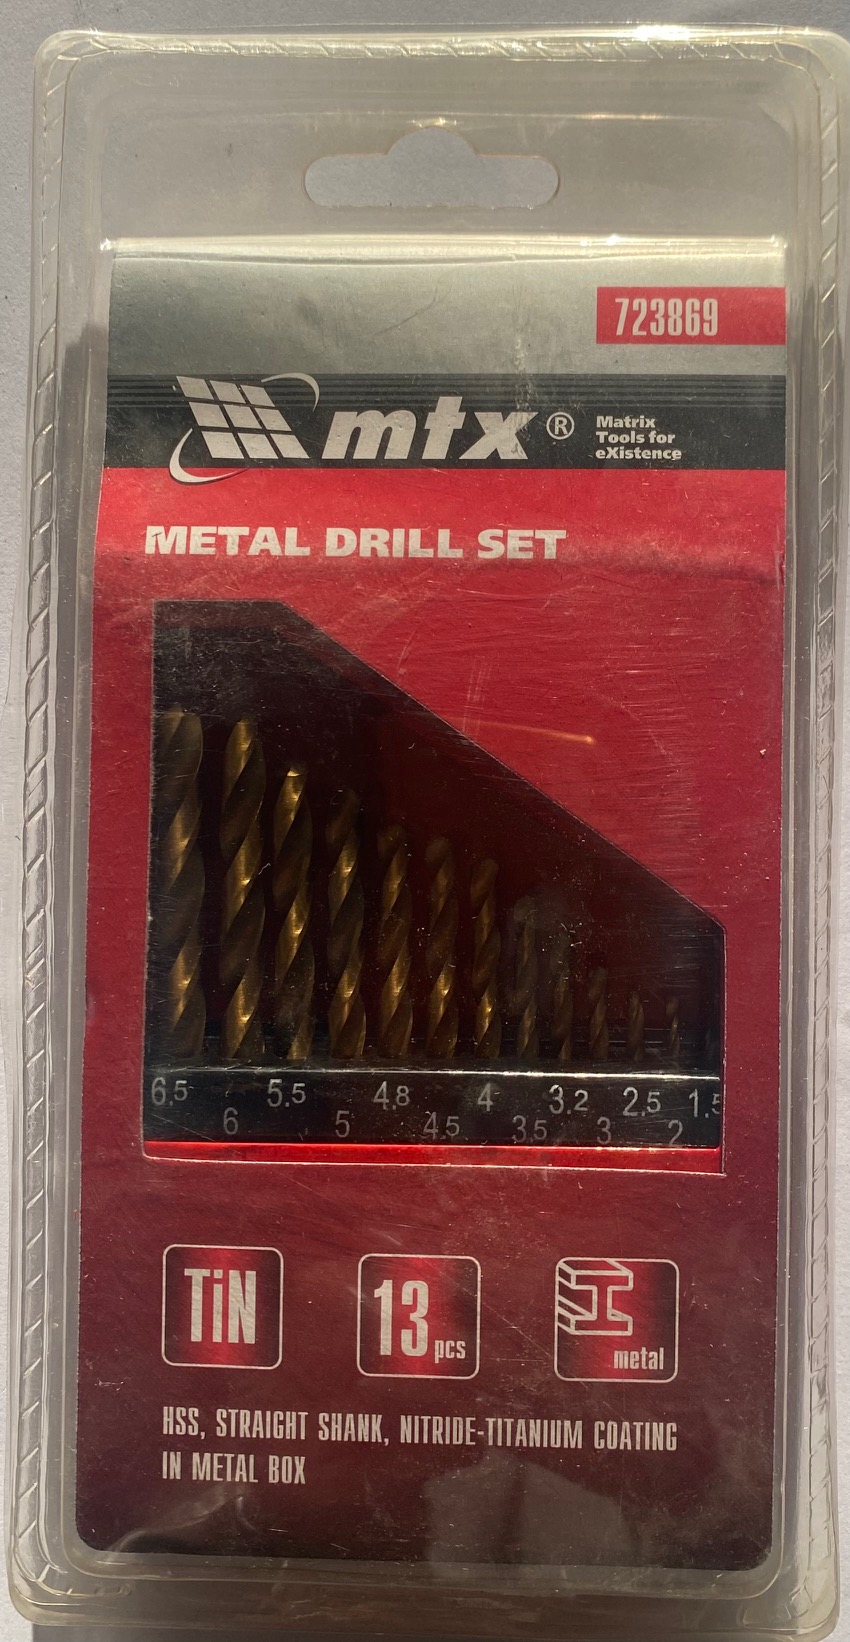 723869
mtx®
Matrix
Tools for
eXistence
METAL DRILL SET
6,5 5,5 4,8 4 3.2 2,5 1,5
6 5 4,5 3,5 3 2
TiN
13 pcs
metal
HSS, STRAIGHT SHANK, NITRIDE-TITANIUM COATING
IN METAL BOX